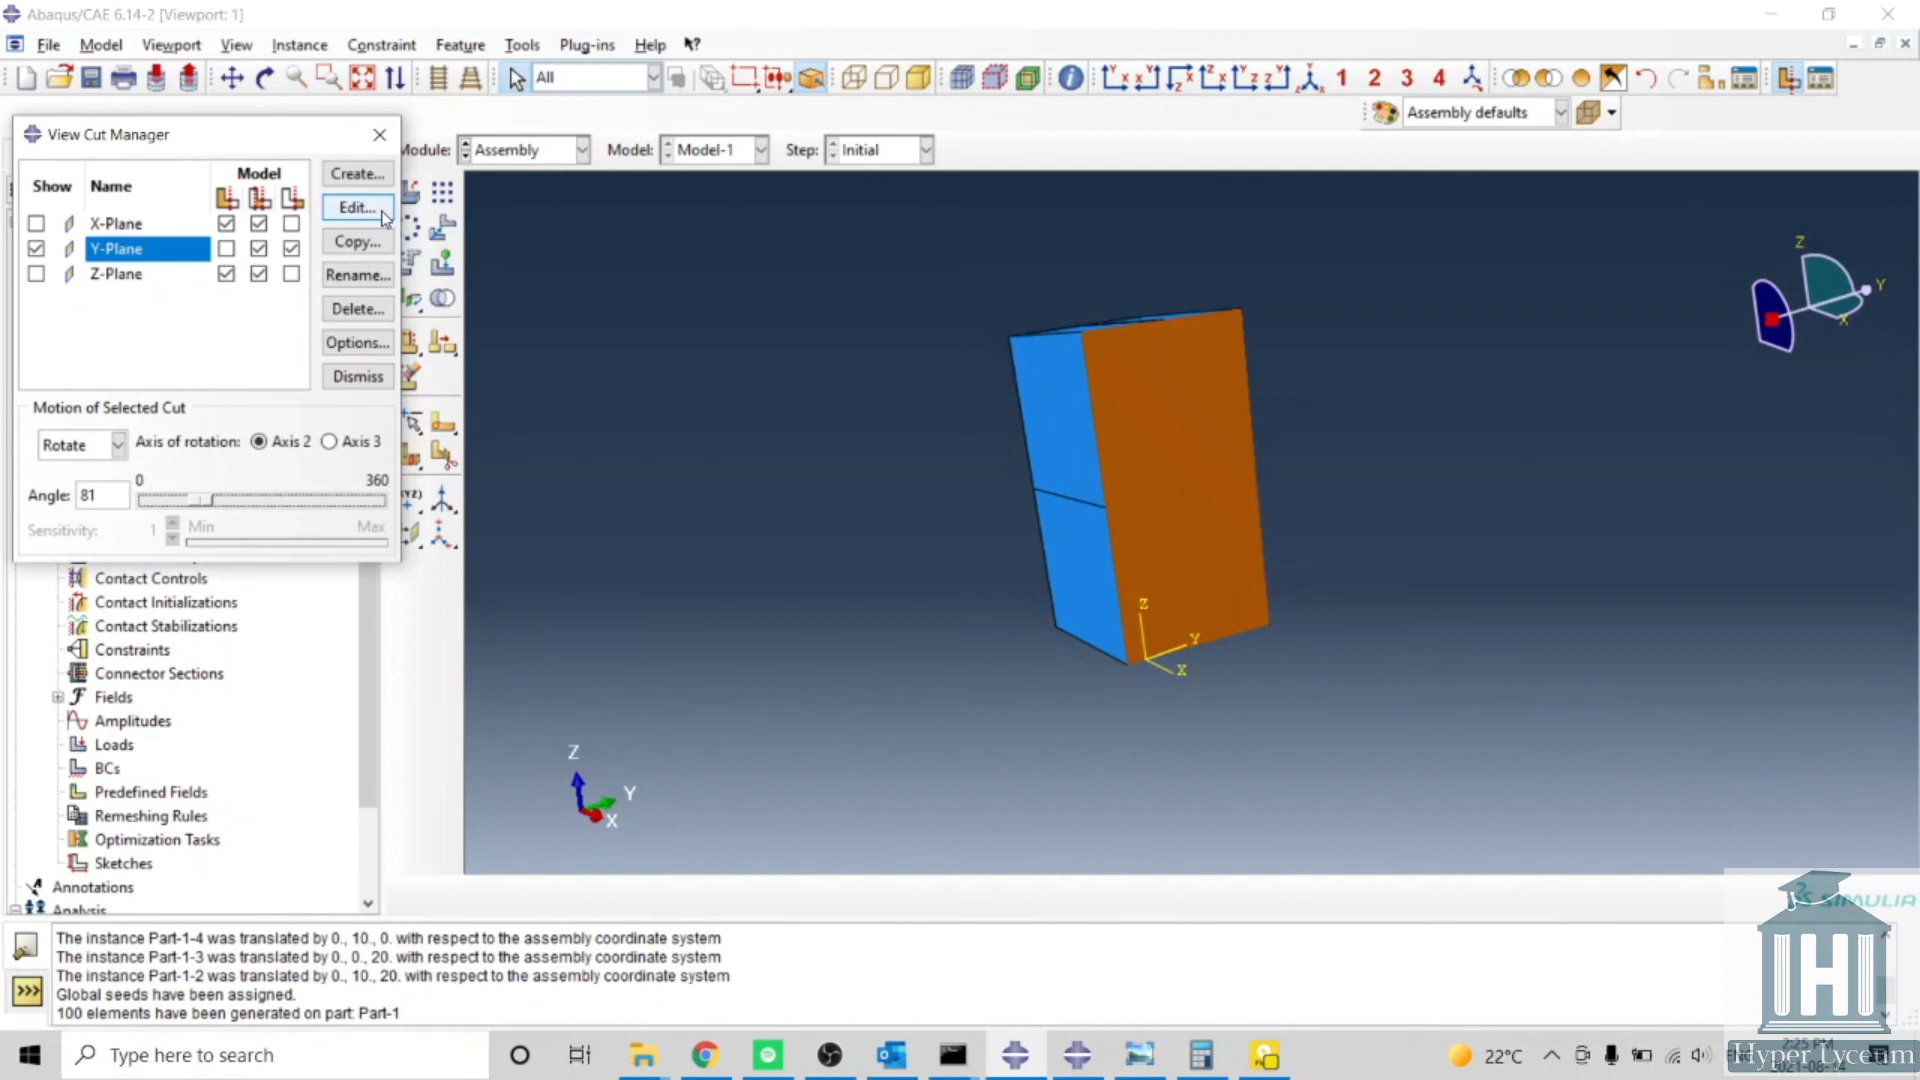 Abaqus/CAE 6.14-2 [Viewport: 1]
File Model Viewport View Instance Constraint Feature Tools Plug-ins Help
All
1 2 3 4
Assembly defaults
View Cut Manager
Module: Assembly Model: Model-1 Step: Initial
Show Name Model
Create...
X-Plane
Edit...
Y-Plane
Copy...
Z-Plane
Rename...
Delete...
Options...
Dismiss
Motion of Selected Cut
Rotate Axis of rotation: Axis 2 Axis 3
0 360
Angle: 81
Sensitivity: 1 Min Max
Contact Controls
Contact Initializations
Contact Stabilizations
Constraints
Connector Sections
Fields
Amplitudes
Loads
BCs
Predefined Fields
Remeshing Rules
Optimization Tasks
Sketches
Annotations
Analysis
Z
Y
X
Z
Y
X
Z
Y
X
SIMULIA
The instance Part-1-4 was translated by 0., 10., 0. with respect to the assembly coordinate system
The instance Part-1-3 was translated by 0., 0., 20. with respect to the assembly coordinate system
The instance Part-1-2 was translated by 0., 10., 20. with respect to the assembly coordinate system
Global seeds have been assigned.
100 elements have been generated on part: Part-1
Type here to search
22°C
2:25 PM
2021-08-14
Hyper Lyceum